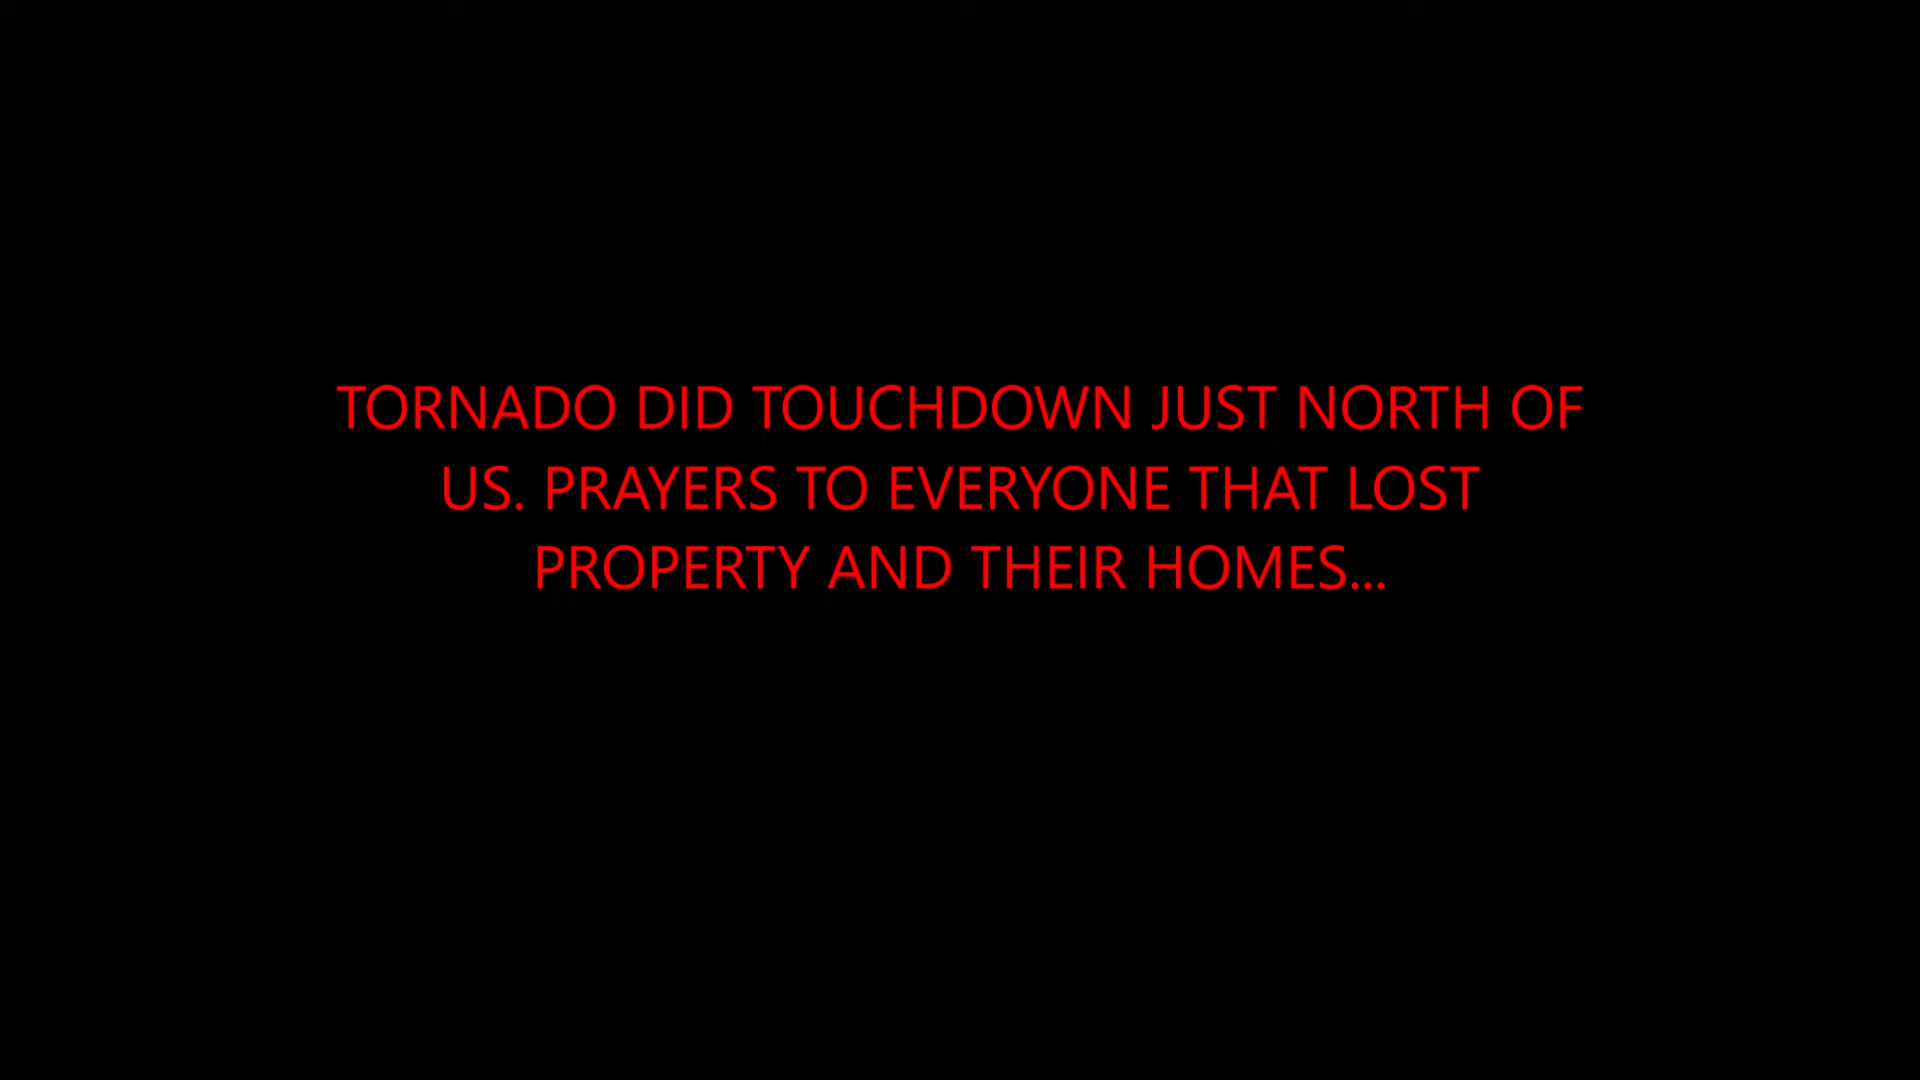 TORNADO DID TOUCHDOWN JUST NORTH OF
US. PRAYERS TO EVERYONE THAT LOST
PROPERTY AND THEIR HOMES...